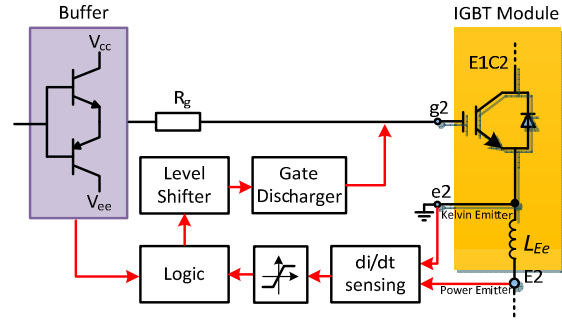 Buffer
IGBT Module
Vcc
E1C2
Rg
g2
Level
Shifter
Gate
Discharger
Vee
e2
Kelvin Emitter
LEe
Logic
di/dt
sensing
E2
Power Emitter